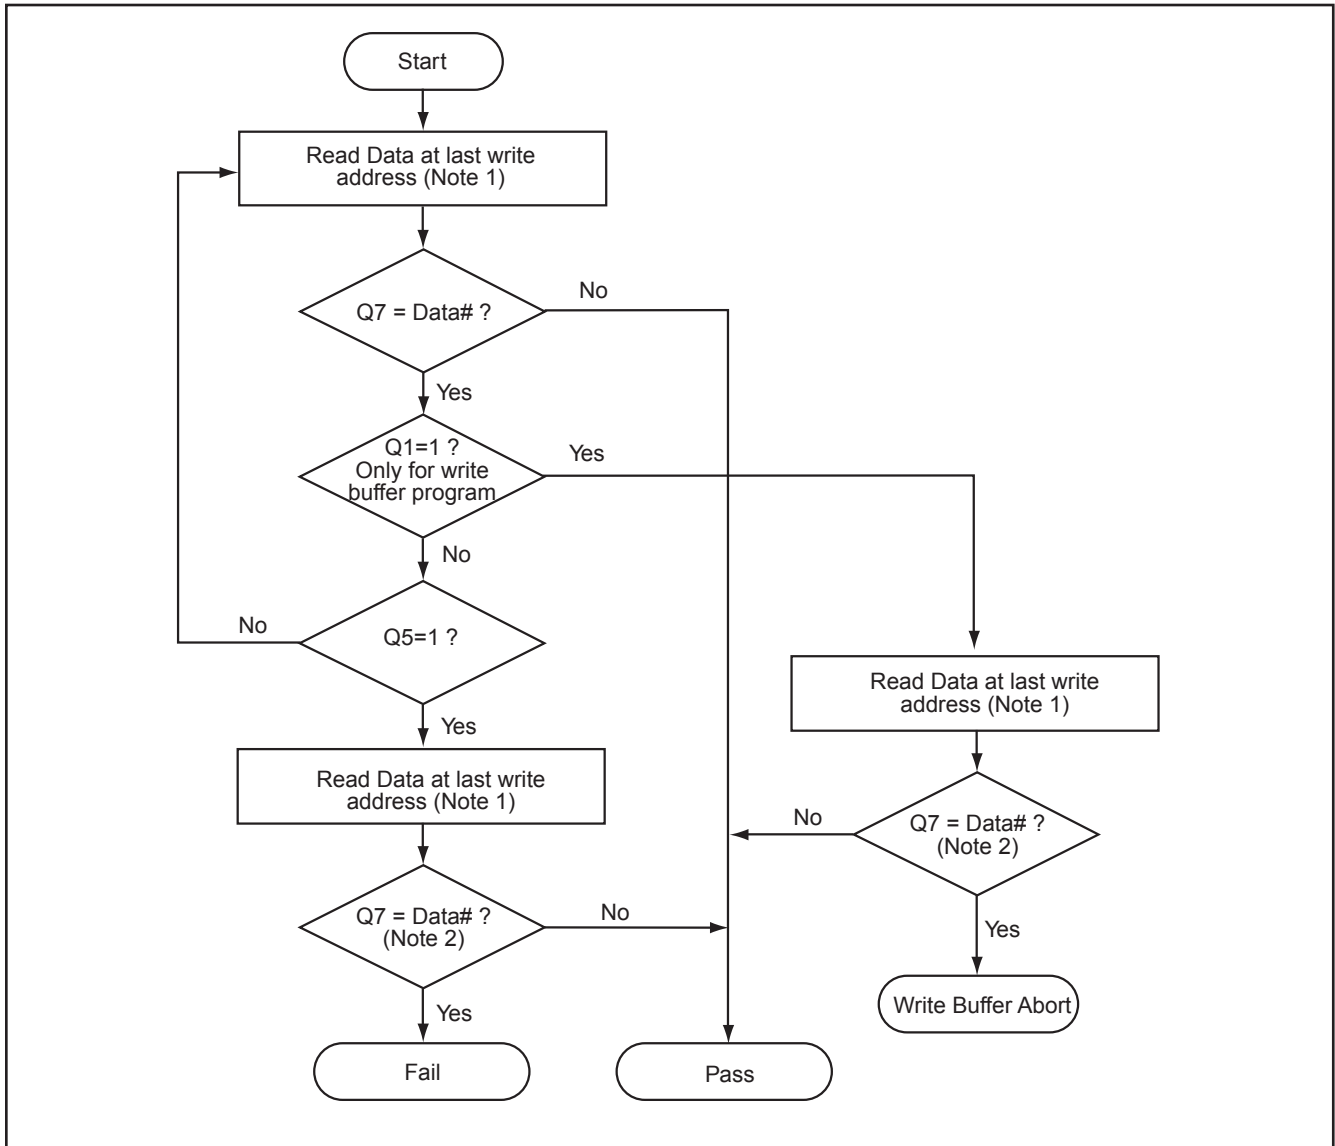 Start
Read Data at last write
address (Note 1)
Q7 = Data# ?
No
Yes
Q1=1 ?
Only for write
buffer program
Yes
No
Q5=1 ?
No
Yes
Read Data at last write
address (Note 1)
Read Data at last write
address (Note 1)
Q7 = Data# ?
(Note 2)
No
Yes
Q7 = Data# ?
(Note 2)
No
Yes
Write Buffer Abort
Fail
Pass